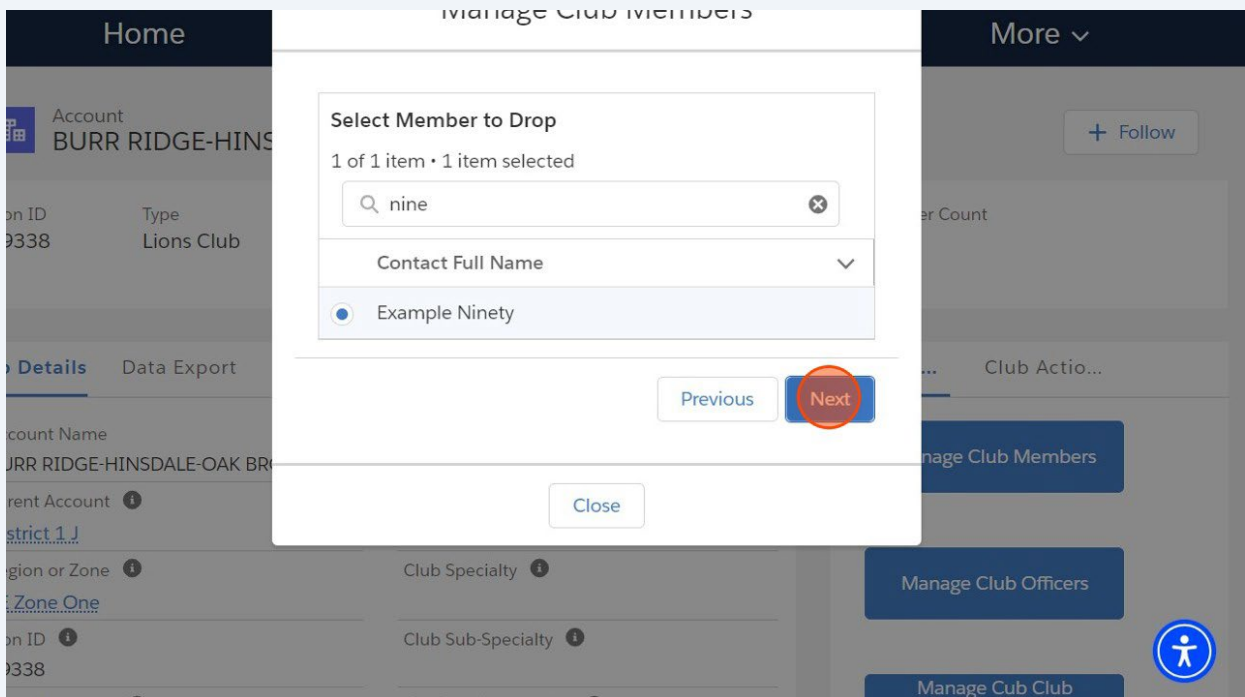 Manage Club Members
Home
More
Account
BURR RIDGE-HINS
+ Follow
Select Member to Drop
1 of 1 item • 1 item selected
nine
on ID
Type
er Count
9338
Lions Club
Contact Full Name
Example Ninety
Details
Data Export
...
Club Actio...
Previous
Next
count Name
URR RIDGE-HINSDALE-OAK BRO
nage Club Members
rent Account
strict 1 J
Close
gion or Zone
Club Specialty
Zone One
Manage Club Officers
on ID
Club Sub-Specialty
9338
Manage Cub Club